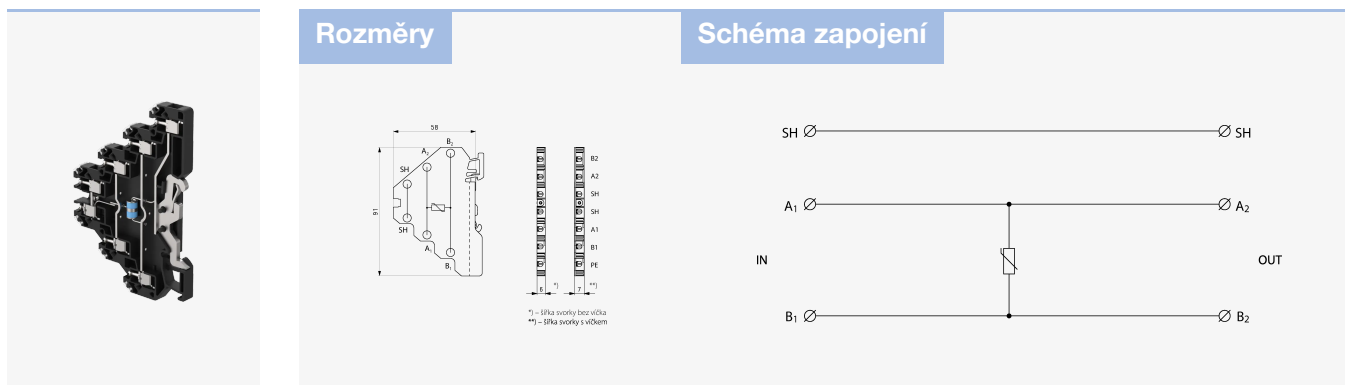 Rozměry
Schéma zapojení
58
91
B2
A2
SH
SH
A1
B1
B2
A2
SH
SH
A1
B1
PE
6 *)
7 **)
*) – šířka svorky bez víčka
**) – šířka svorky s víčkem
SH SH
A1 A2
IN OUT
B1 B2